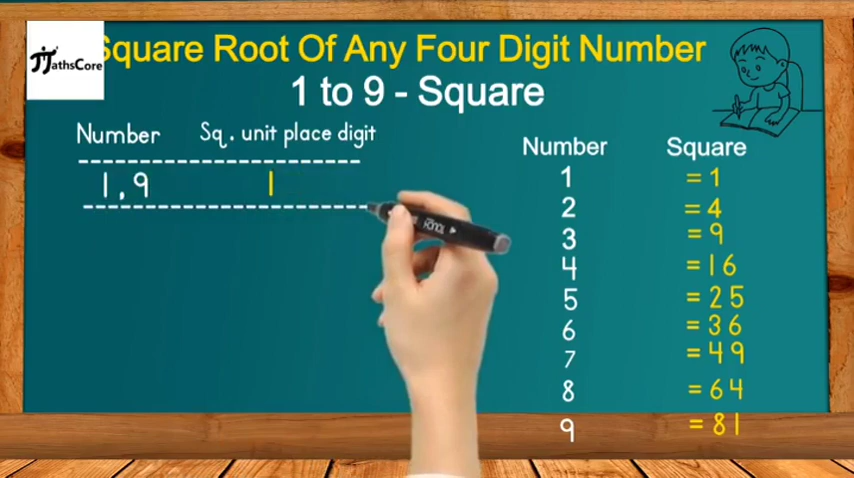 πathsCore
Square Root Of Any Four Digit Number
1 to 9 - Square
Number Sq. unit place digit
1,9 1
Number Square
1 = 1
2 = 4
3 = 9
4 = 16
5 = 25
6 = 36
7 = 49
8 = 64
9 = 81